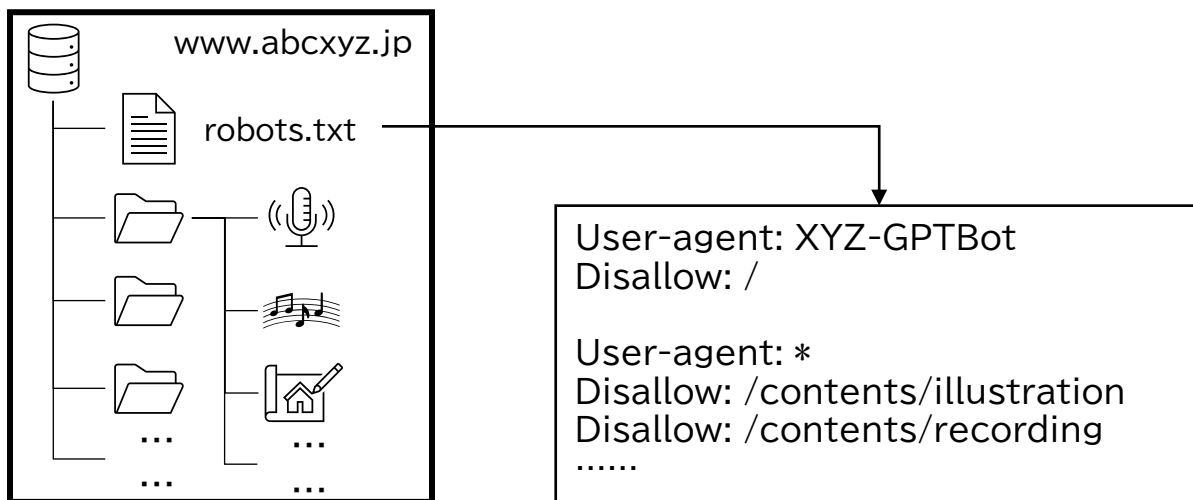 www.abcxyz.jp
robots.txt
...
...
...
...
User-agent: XYZ-GPTBot
Disallow: /
User-agent: *
Disallow: /contents/illustration
Disallow: /contents/recording
......